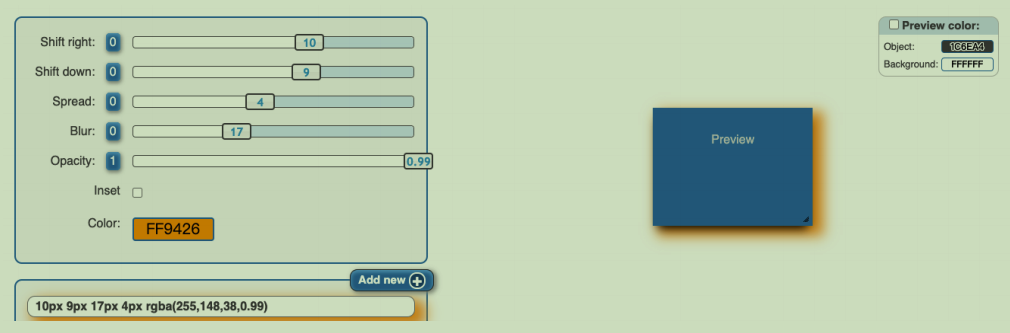 Shift right: 0 10
Shift down: 0 9
Spread: 0 4
Blur: 0 17
Opacity: 1 0.99
Inset
Color: FF9426
Add new
10px 9px 17px 4px rgba(255,148,38,0.99)
Preview
Preview color:
Object: 1C6EA4
Background: FFFFFF